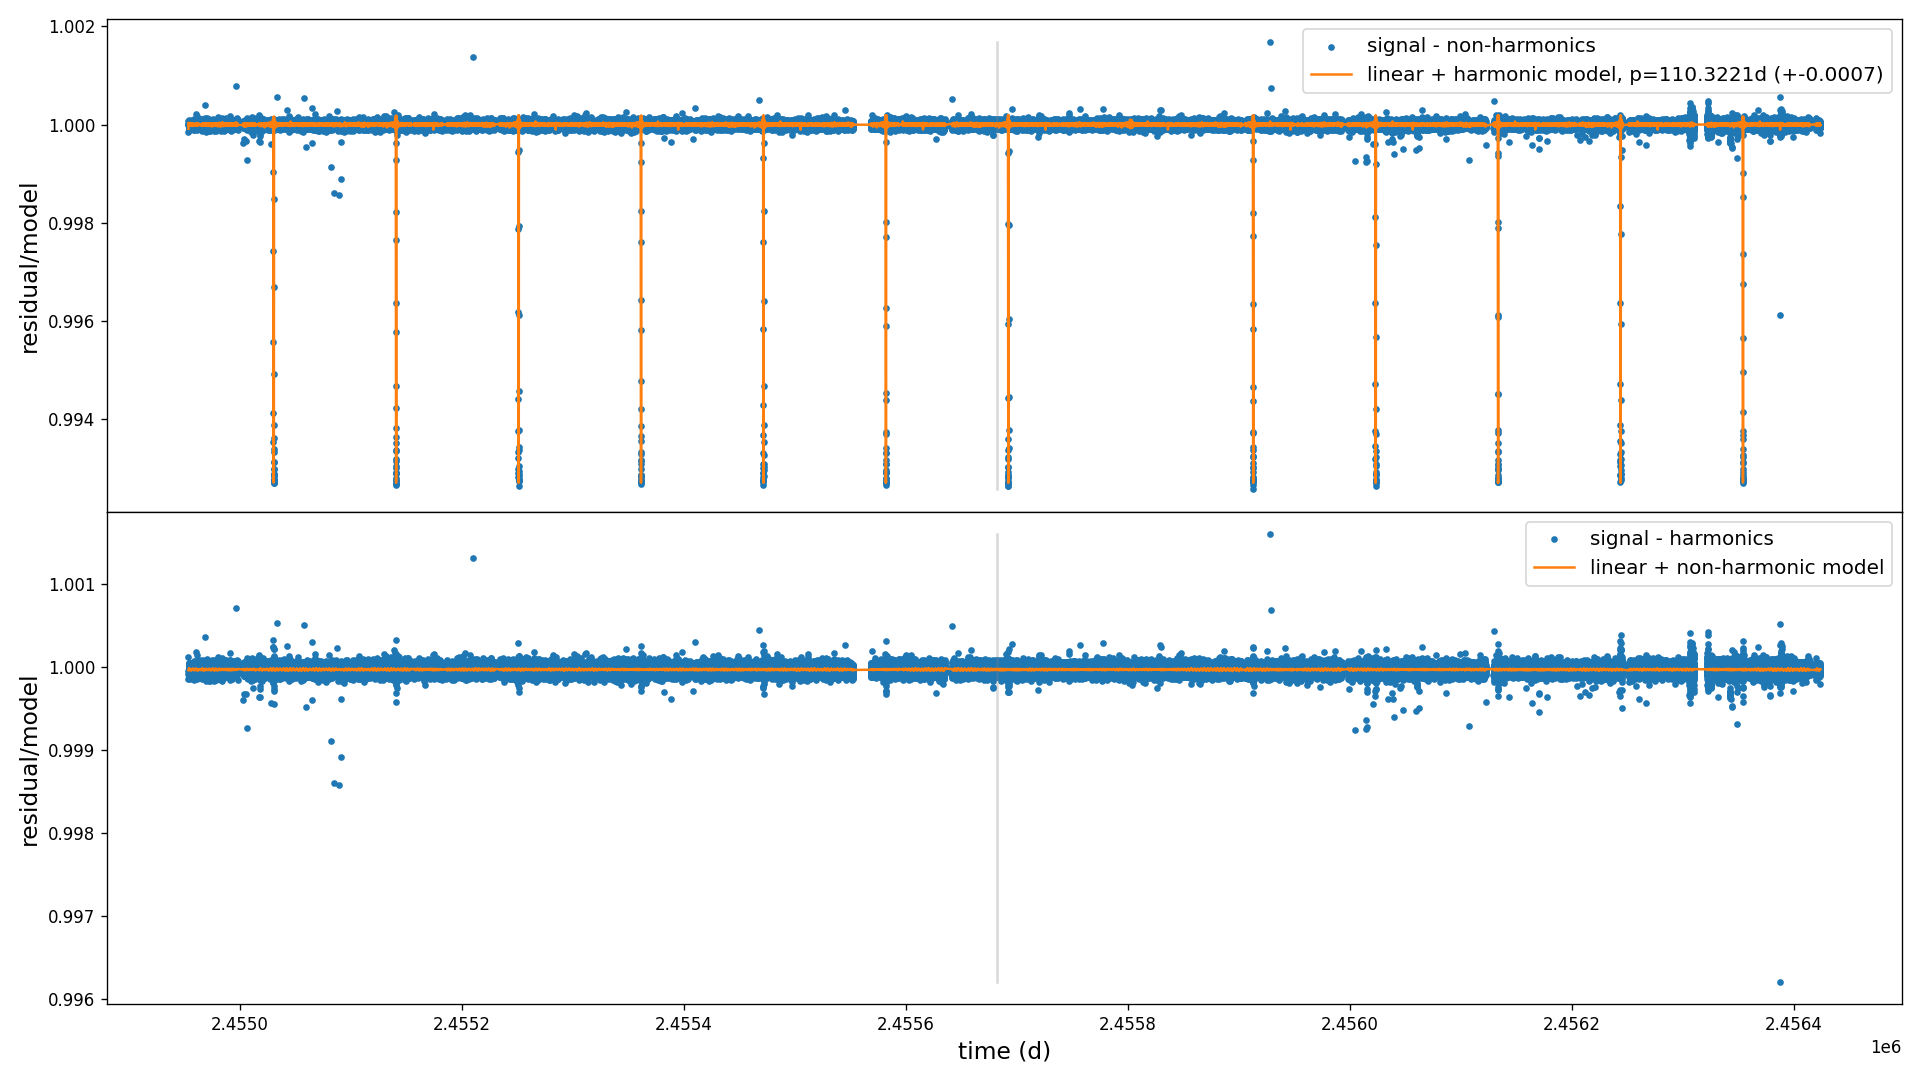 1.002
1.000
0.998
0.996
0.994
residual/model
signal - non-harmonics
linear + harmonic model, p=110.3221d (+-0.0007)
1.001
1.000
0.999
0.998
0.997
0.996
residual/model
signal - harmonics
linear + non-harmonic model
2.4550 2.4552 2.4554 2.4556 2.4558 2.4560 2.4562 2.4564
1e6
time (d)